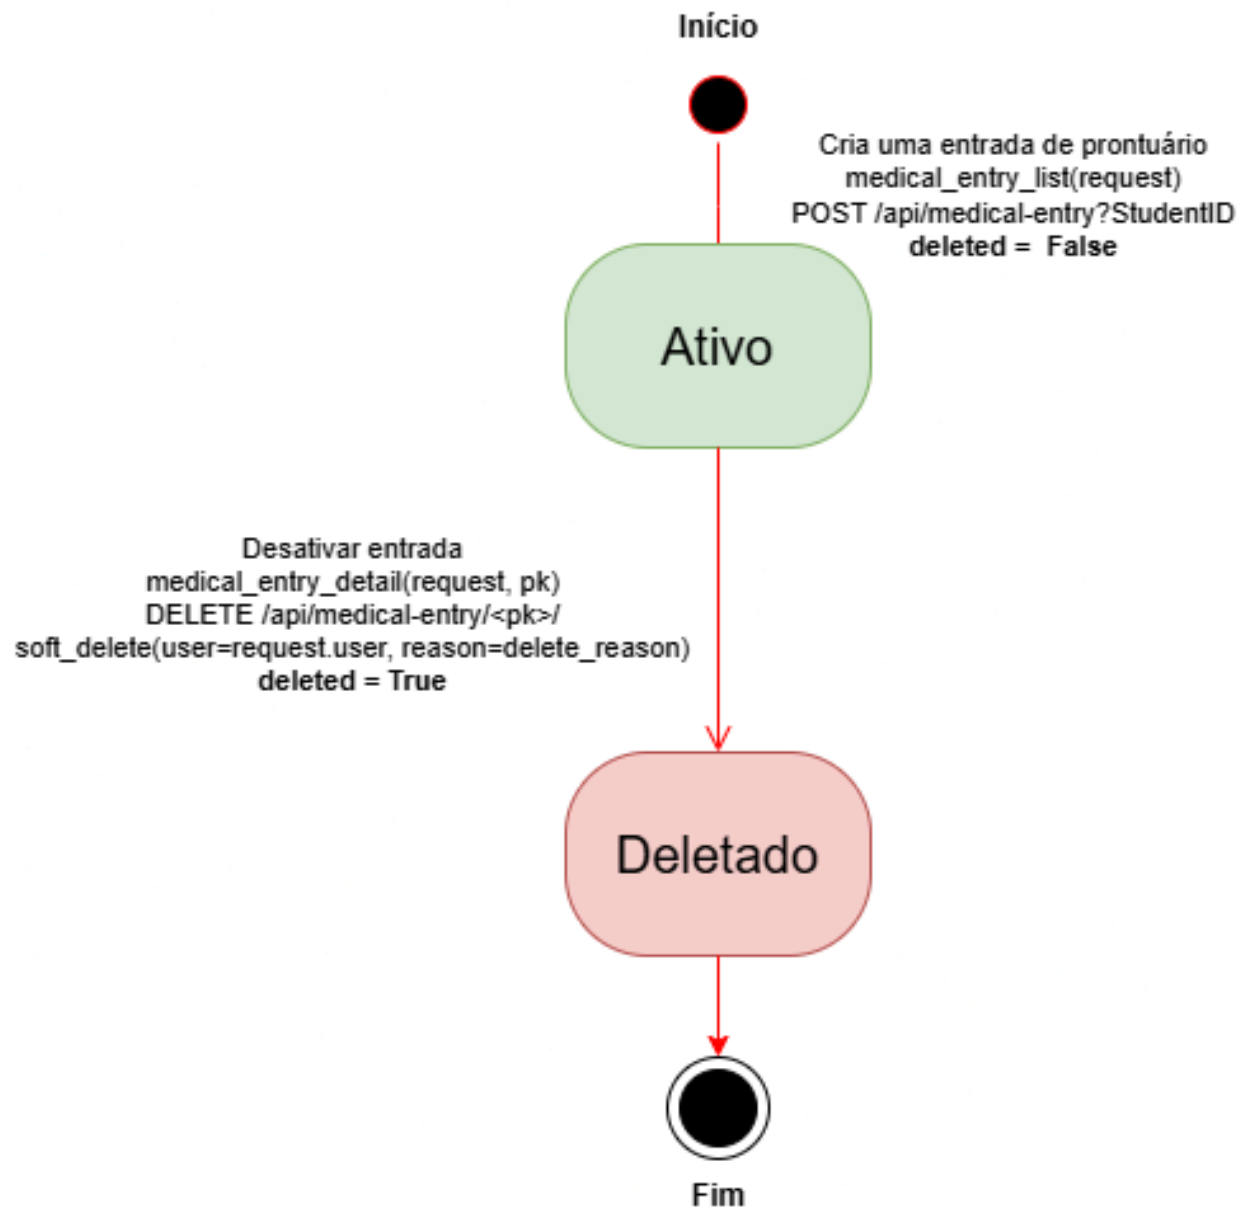 Início
Cria uma entrada de prontuário
medical_entry_list(request)
POST /api/medical-entry?StudentID
deleted = False
Ativo
Desativar entrada
medical_entry_detail(request, pk)
DELETE /api/medical-entry/<pk>/
soft_delete(user=request.user, reason=delete_reason)
deleted = True
Deletado
Fim